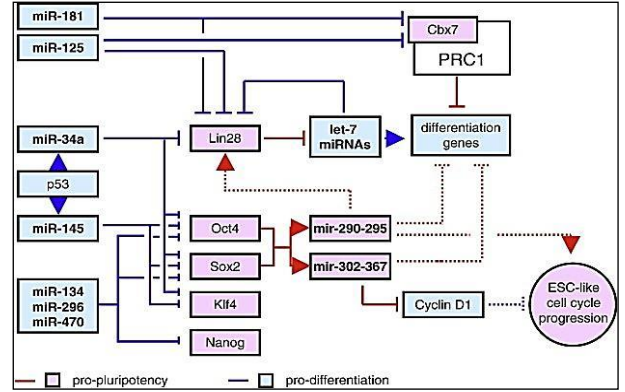 miR-181
miR-125
Cbx7
PRC1
miR-34a
Lin28
let-7
miRNAs
differentiation
genes
p53
miR-145
Oct4
mir-290-295
Sox2
mir-302-367
miR-134
miR-296
miR-470
Klf4
Cyclin D1
ESC-like
cell cycle
progression
Nanog
pro-pluripotency
pro-differentiation